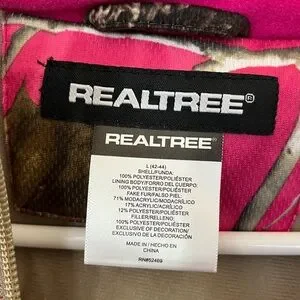 REALTREE®
REALTREE®
L (42-44)
SHELL/FUNDA:
100% POLYESTER/POLIÉSTER
LINING BODY/FORRO DEL CUERPO:
100% POLYESTER/POLIÉSTER
FAKE FUR/FALSO PIEL:
71% MODACRYLIC/MODACRÍLICO
17% ACRYLIC/ACRÍLICO
12% POLYESTER/POLIÉSTER
FILLER/RELLENO:
100% POLYESTER/POLIÉSTER
EXCLUSIVE OF DECORATION/
EXCLUSIVO DE LA DECORACIÓN
MADE IN / HECHO EN
CHINA
RN#52469